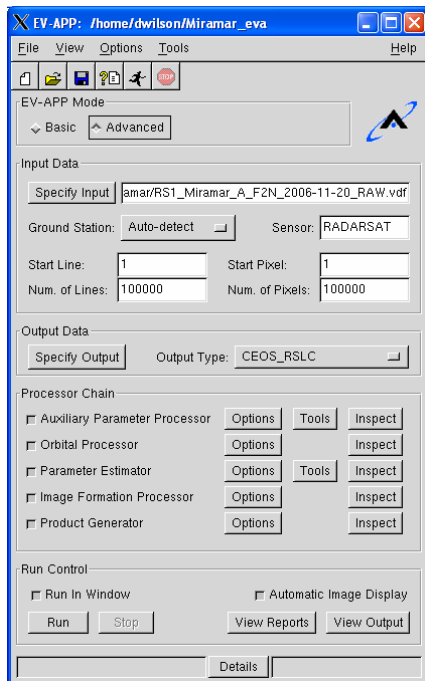 EV-APP: /home/dwilson/Miramar_eva
File View Options Tools Help
STOP
EV-APP Mode
Basic Advanced
Input Data
Specify Input amar/RS1_Miramar_A_F2N_2006-11-20_RAW.vdf
Ground Station: Auto-detect Sensor: RADARSAT
Start Line: 1 Start Pixel: 1
Num. of Lines: 100000 Num. of Pixels: 100000
Output Data
Specify Output Output Type: CEOS_RSLC
Processor Chain
Auxiliary Parameter Processor Options Tools Inspect
Orbital Processor Options Inspect
Parameter Estimator Options Tools Inspect
Image Formation Processor Options Inspect
Product Generator Options Inspect
Run Control
Run In Window Automatic Image Display
Run Stop View Reports View Output
Details